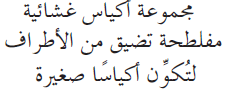 مجموعة أكياس غشائية
مفلطحة تضيق من الأطراف
لتُكوِّن أكياسًا صغيرة